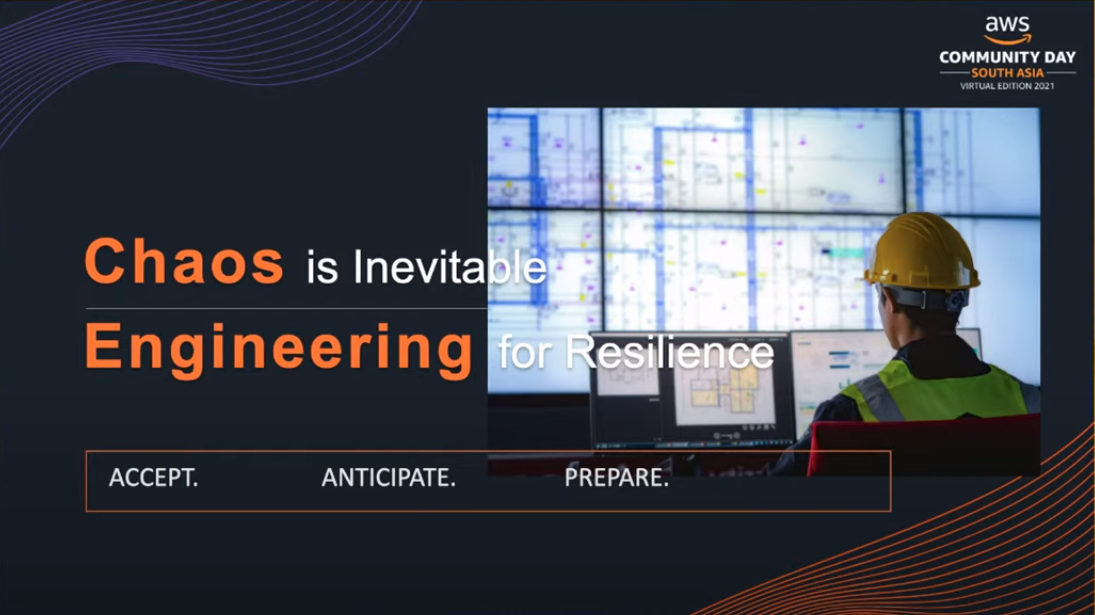 aws
COMMUNITY DAY
SOUTH ASIA
VIRTUAL EDITION 2021
Chaos is Inevitable
Engineering for Resilience
ACCEPT. ANTICIPATE. PREPARE.